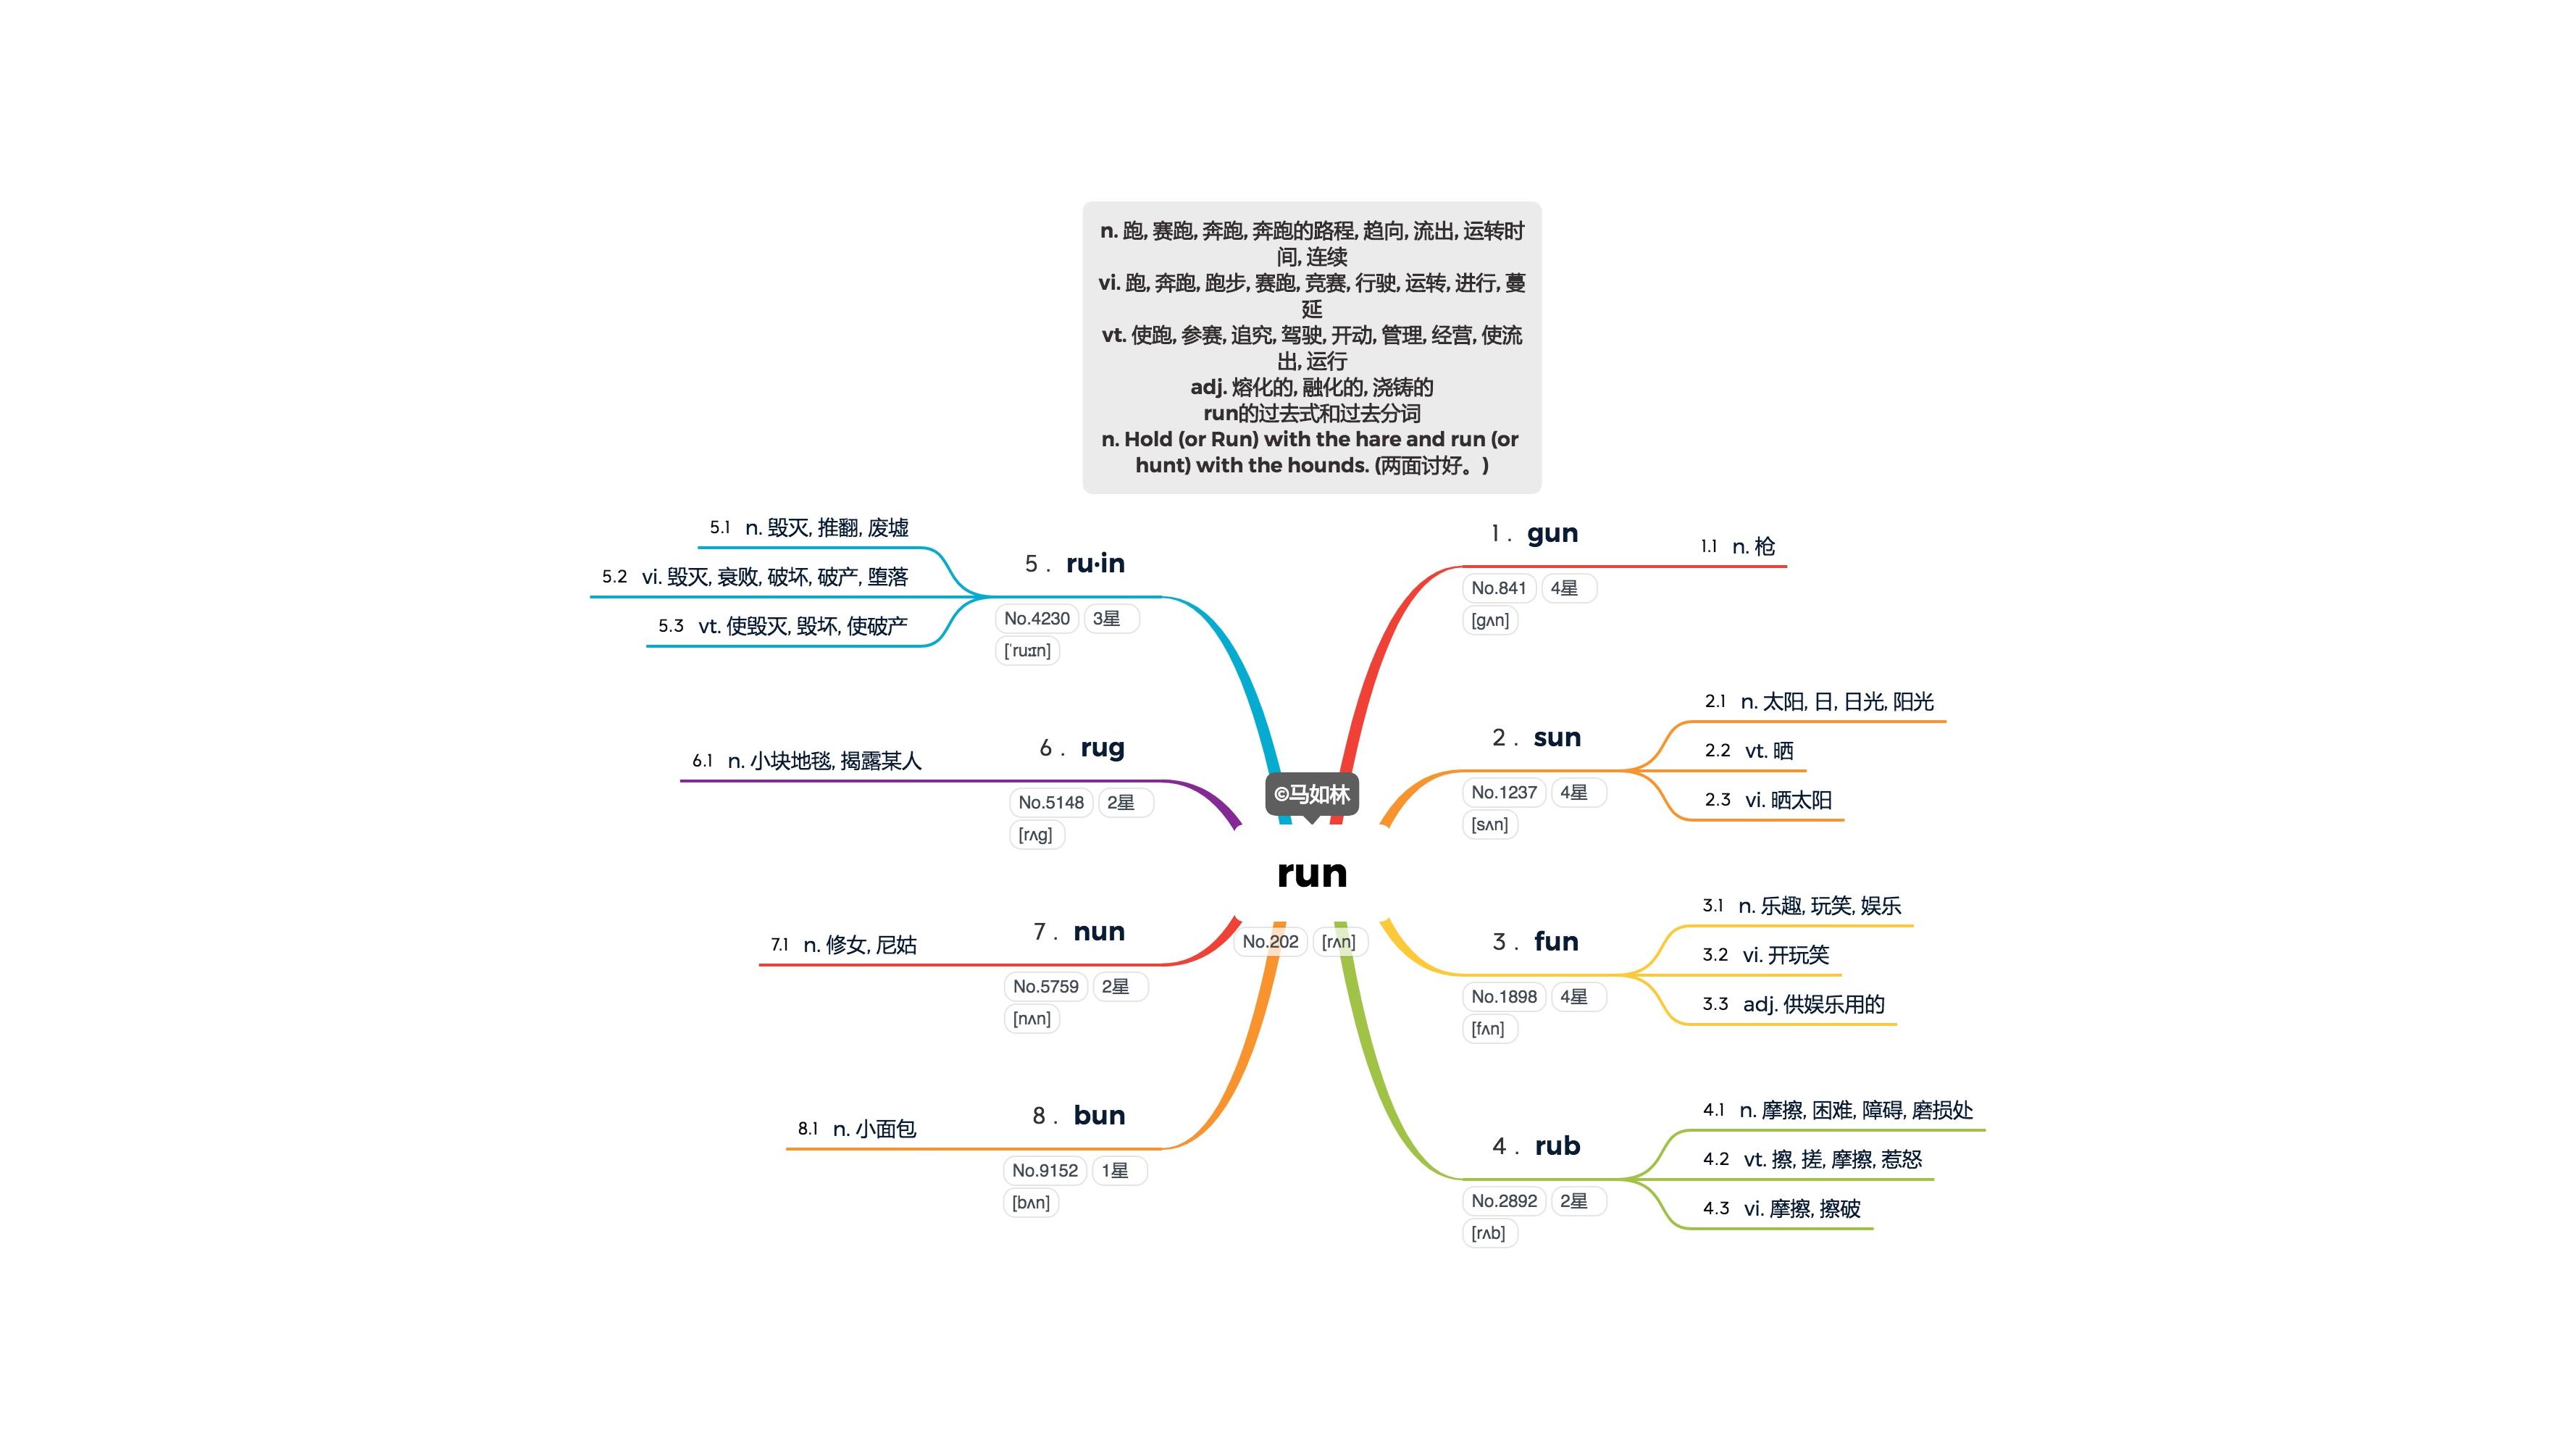 n. 跑, 赛跑, 奔跑, 奔跑的路程, 趋向, 流出, 运转时
间, 连续
vi. 跑, 奔跑, 跑步, 赛跑, 竞赛, 行驶, 运转, 进行, 蔓
延
vt. 使跑, 参赛, 追究, 驾驶, 开动, 管理, 经营, 使流
出, 运行
adj. 熔化的, 融化的, 浇铸的
run的过去式和过去分词
n. Hold (or Run) with the hare and run (or
hunt) with the hounds. (两面讨好。)
©马如林
run
No.202 [rʌn]
1. gun
No.841 4星
[gʌn]
1.1 n. 枪
2. sun
No.1237 4星
[sʌn]
2.1 n. 太阳, 日, 日光, 阳光
2.2 vt. 晒
2.3 vi. 晒太阳
3. fun
No.1898 4星
[fʌn]
3.1 n. 乐趣, 玩笑, 娱乐
3.2 vi. 开玩笑
3.3 adj. 供娱乐用的
4. rub
No.2892 2星
[rʌb]
4.1 n. 摩擦, 困难, 障碍, 磨损处
4.2 vt. 擦, 搓, 摩擦, 惹怒
4.3 vi. 摩擦, 擦破
5. ru·in
No.4230 3星
[ˈruːɪn]
5.1 n. 毁灭, 推翻, 废墟
5.2 vi. 毁灭, 衰败, 破坏, 破产, 堕落
5.3 vt. 使毁灭, 毁坏, 使破产
6. rug
No.5148 2星
[rʌg]
6.1 n. 小块地毯, 揭露某人
7. nun
No.5759 2星
[nʌn]
7.1 n. 修女, 尼姑
8. bun
No.9152 1星
[bʌn]
8.1 n. 小面包